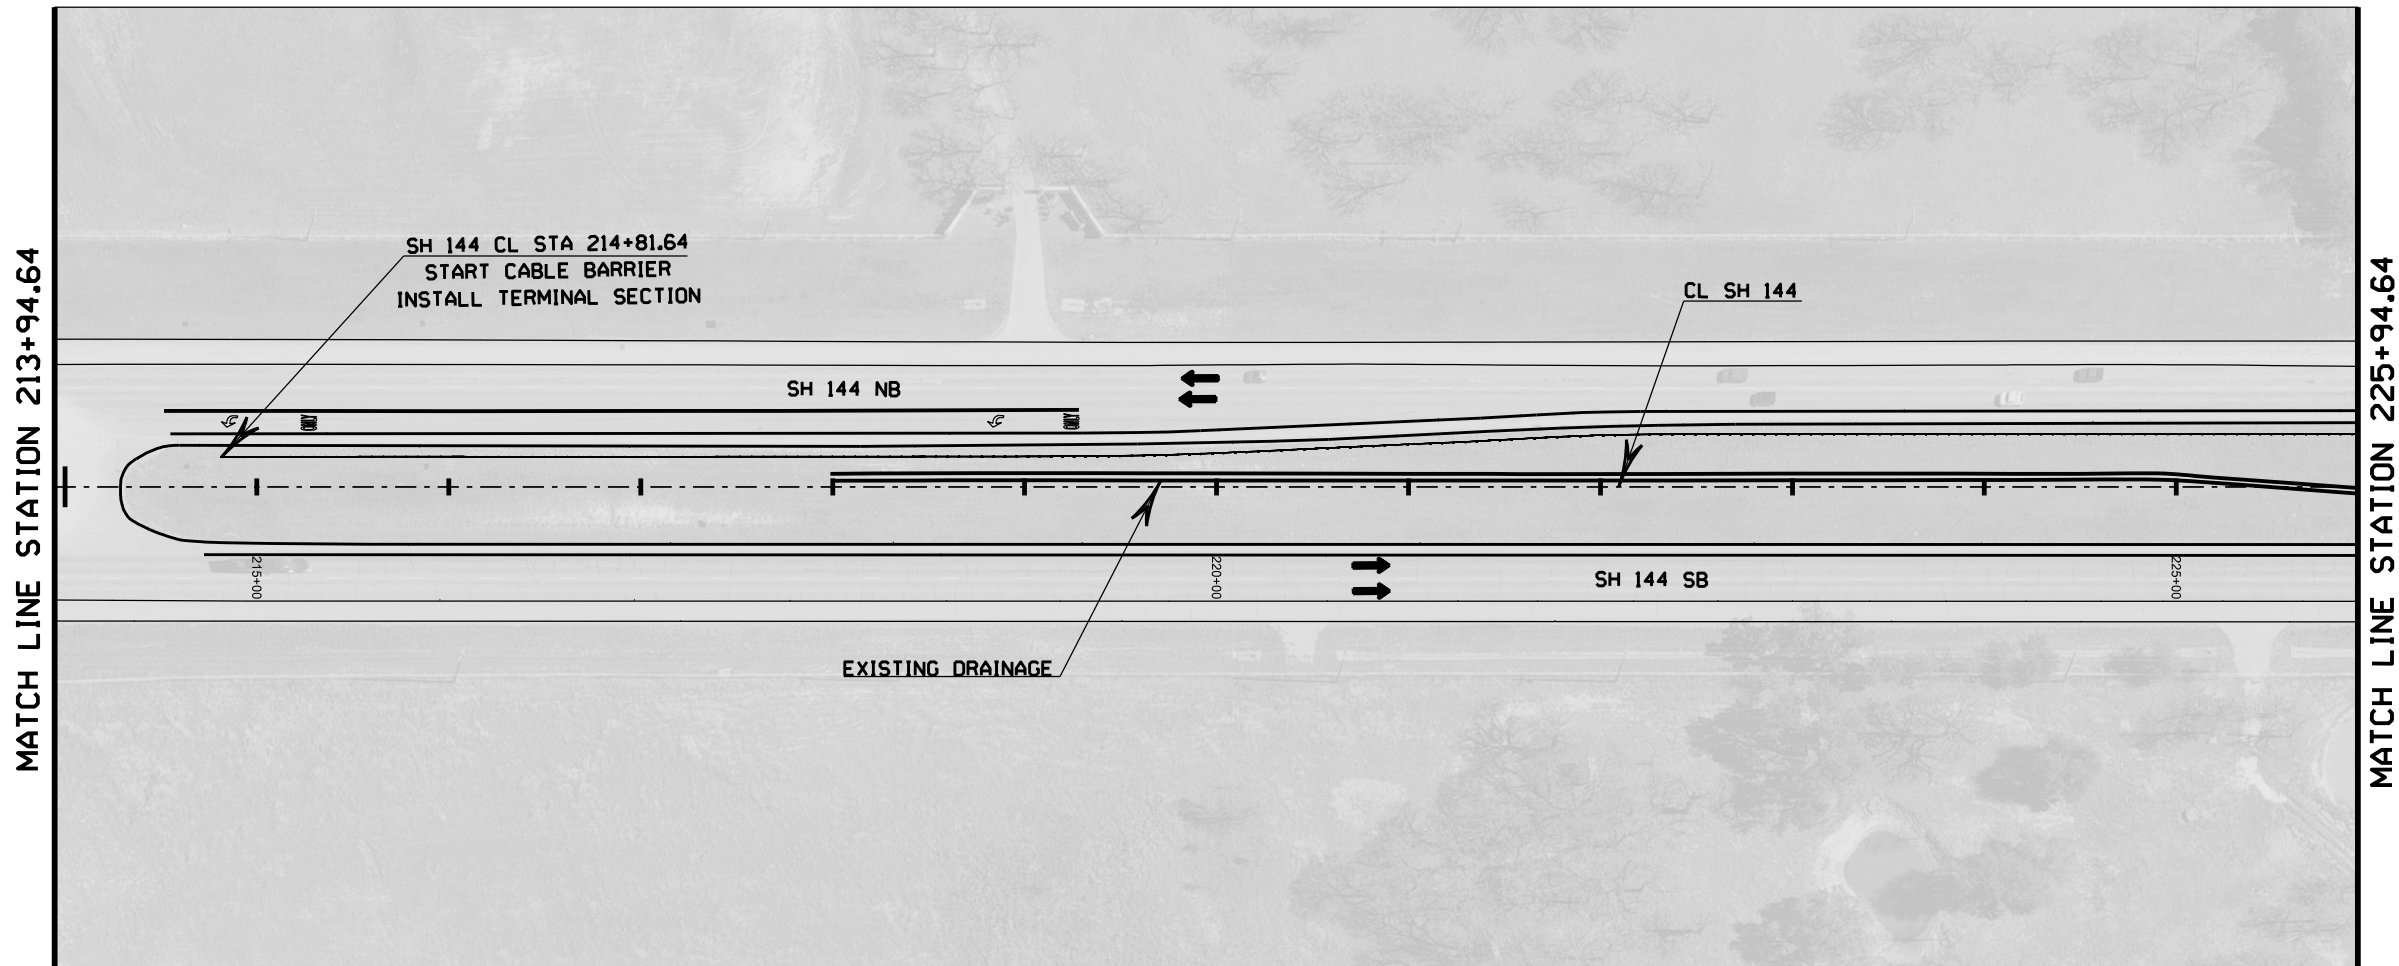 MATCH LINE STATION 213+94.64
SH 144 CL STA 214+81.64
START CABLE BARRIER
INSTALL TERMINAL SECTION
CL SH 144
SH 144 NB
ONLY
ONLY
215+00
220+00
225+00
SH 144 SB
EXISTING DRAINAGE
MATCH LINE STATION 225+94.64